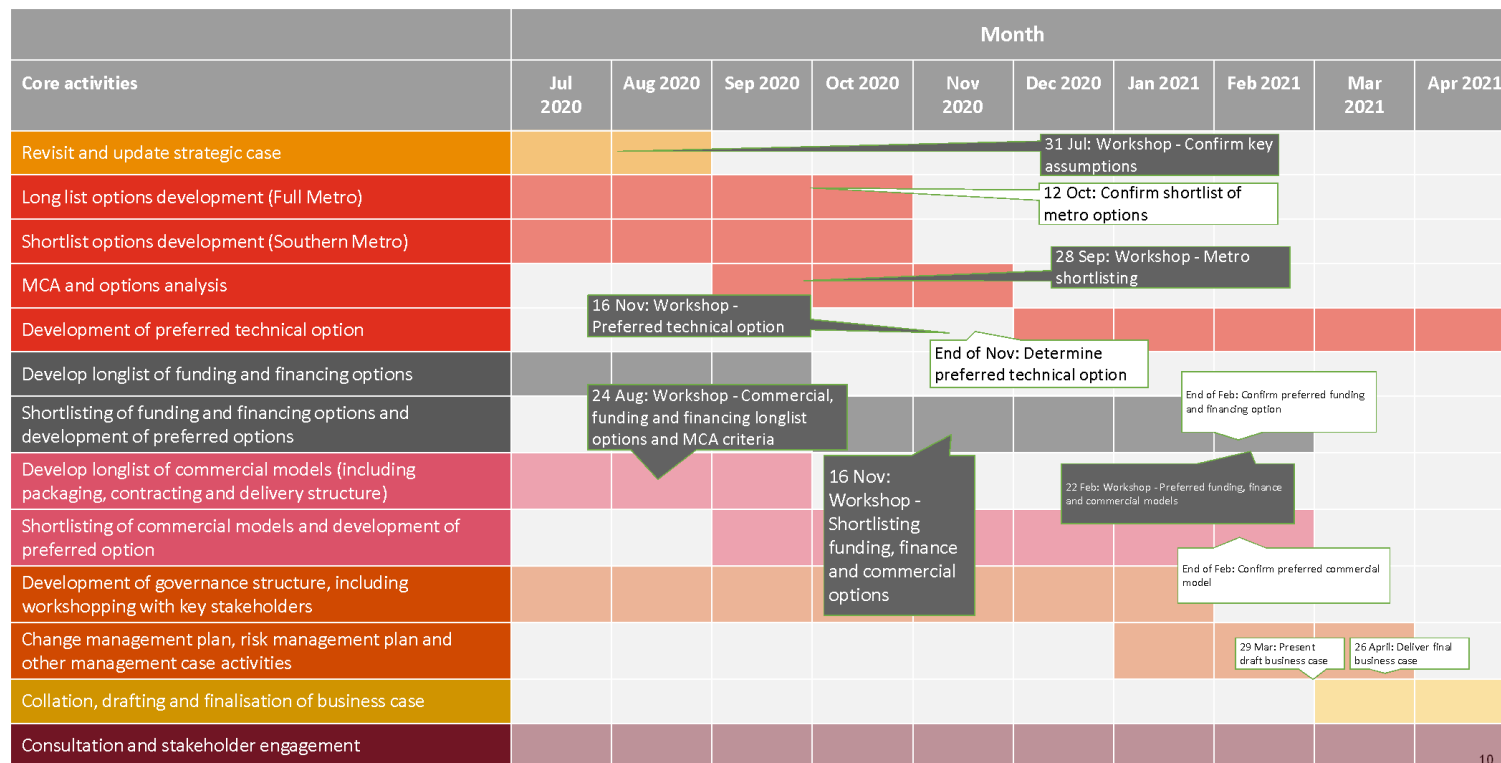 Month
Core activities
Jul
2020
Aug 2020
Sep 2020
Oct 2020
Nov
2020
Dec 2020
Jan 2021
Feb 2021
Mar
2021
Apr 2021
Revisit and update strategic case
31 Jul: Workshop - Confirm key
assumptions
Long list options development (Full Metro)
12 Oct: Confirm shortlist of
metro options
Shortlist options development (Southern Metro)
28 Sep: Workshop - Metro
shortlisting
MCA and options analysis
16 Nov: Workshop -
Preferred technical option
Development of preferred technical option
End of Nov: Determine
preferred technical option
Develop longlist of funding and financing options
24 Aug: Workshop - Commercial,
funding and financing longlist
options and MCA criteria
End of Feb: Confirm preferred funding
and financing option
Shortlisting of funding and financing options and
development of preferred options
Develop longlist of commercial models (including
packaging, contracting and delivery structure)
16 Nov:
Workshop -
Shortlisting
funding, finance
and commercial
options
22 Feb: Workshop - Preferred funding, finance
and commercial models
Shortlisting of commercial models and development of
preferred option
End of Feb: Confirm preferred commercial
model
Development of governance structure, including
workshopping with key stakeholders
Change management plan, risk management plan and
other management case activities
29 Mar: Present
draft business case
26 April: Deliver final
business case
Collation, drafting and finalisation of business case
Consultation and stakeholder engagement
10